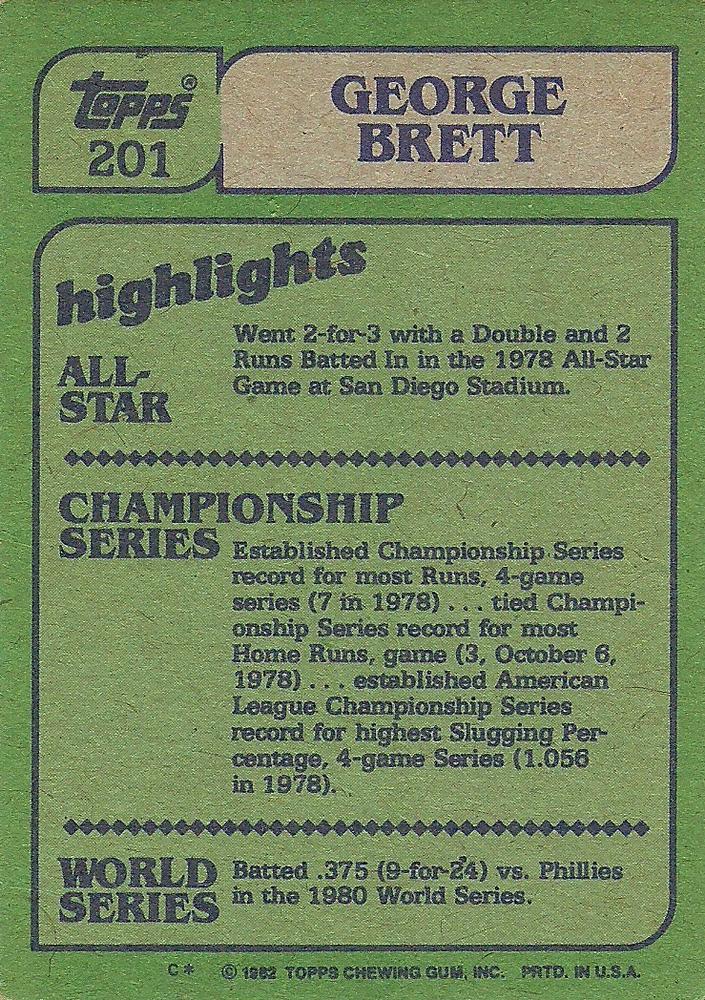 Topps®
201
GEORGE
BRETT
highlights
ALL-
STAR
Went 2-for-3 with a Double and 2
Runs Batted In in the 1978 All-Star
Game at San Diego Stadium.
CHAMPIONSHIP
SERIES
Established Championship Series
record for most Runs, 4-game
series (7 in 1978) . . . tied Champi-
onship Series record for most
Home Runs, game (3, October 6,
1978) . . . established American
League Championship Series
record for highest Slugging Per-
centage, 4-game Series (1.056
in 1978).
WORLD
SERIES
Batted .375 (9-for-24) vs. Phillies
in the 1980 World Series.
C* © 1982 TOPPS CHEWING GUM, INC. PRTD. IN U.S.A.